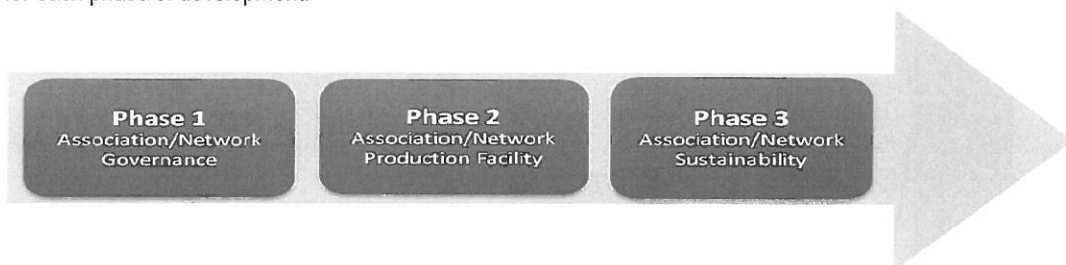 for each phase of development.
Phase 1
Association/Network
Governance
Phase 2
Association/Network
Production Facility
Phase 3
Association/Network
Sustainability